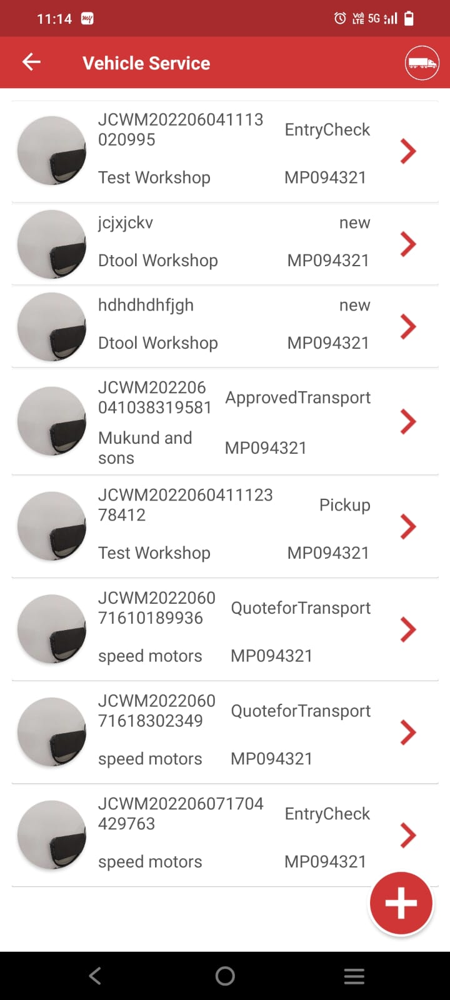 11:14 my VoLTE 5G
Vehicle Service
JCWM202206041113
020995
EntryCheck
Test Workshop MP094321
jcjxjckv new
Dtool Workshop MP094321
hdhdhdhfjgh new
Dtool Workshop MP094321
JCWM202206
041038319581
ApprovedTransport
Mukund and
sons
MP094321
JCWM2022060411123
78412
Pickup
Test Workshop MP094321
JCWM2022060
71610189936
QuoteforTransport
speed motors MP094321
JCWM2022060
71618302349
QuoteforTransport
speed motors MP094321
JCWM202206071704
429763
EntryCheck
speed motors MP094321